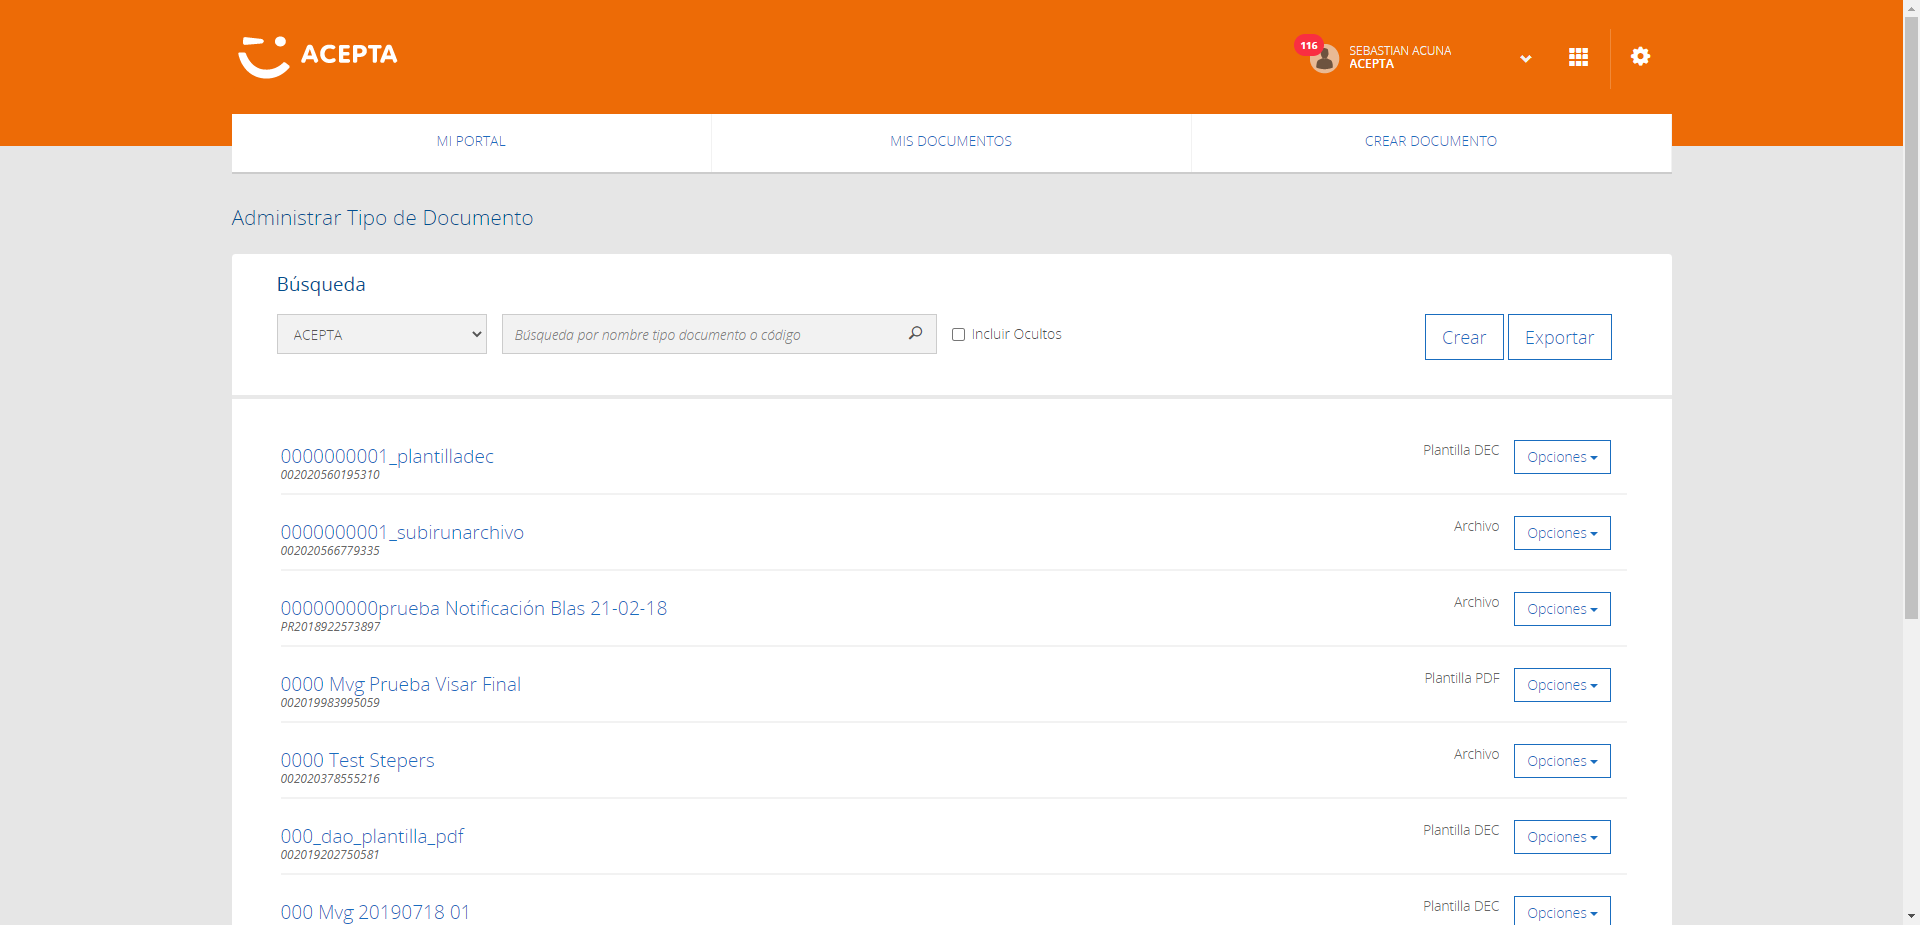 ACEPTA
116
SEBASTIAN ACUNA
ACEPTA
MI PORTAL
MIS DOCUMENTOS
CREAR DOCUMENTO
Administrar Tipo de Documento
Búsqueda
ACEPTA
Búsqueda por nombre tipo documento o código
Incluir Ocultos
Crear
Exportar
0000000001_plantilladec
002020560195310
Plantilla DEC
Opciones
0000000001_subirunarchivo
002020566779335
Archivo
Opciones
000000000prueba Notificación Blas 21-02-18
PR2018922573897
Archivo
Opciones
0000 Mvg Prueba Visar Final
002019983995059
Plantilla PDF
Opciones
0000 Test Stepers
002020378555216
Archivo
Opciones
000_dao_plantilla_pdf
002019202750581
Plantilla DEC
Opciones
000 Mvg 20190718 01
Plantilla DEC
Opciones